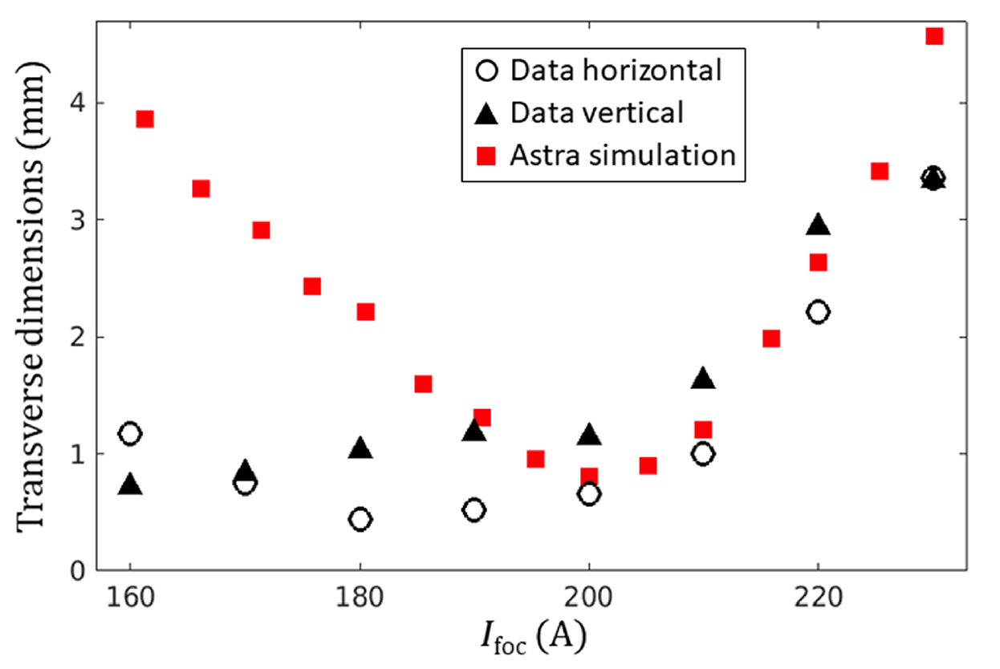 Transverse dimensions (mm)
4
3
2
1
0
Data horizontal
Data vertical
Astra simulation
160 180 200 220
I_foc (A)